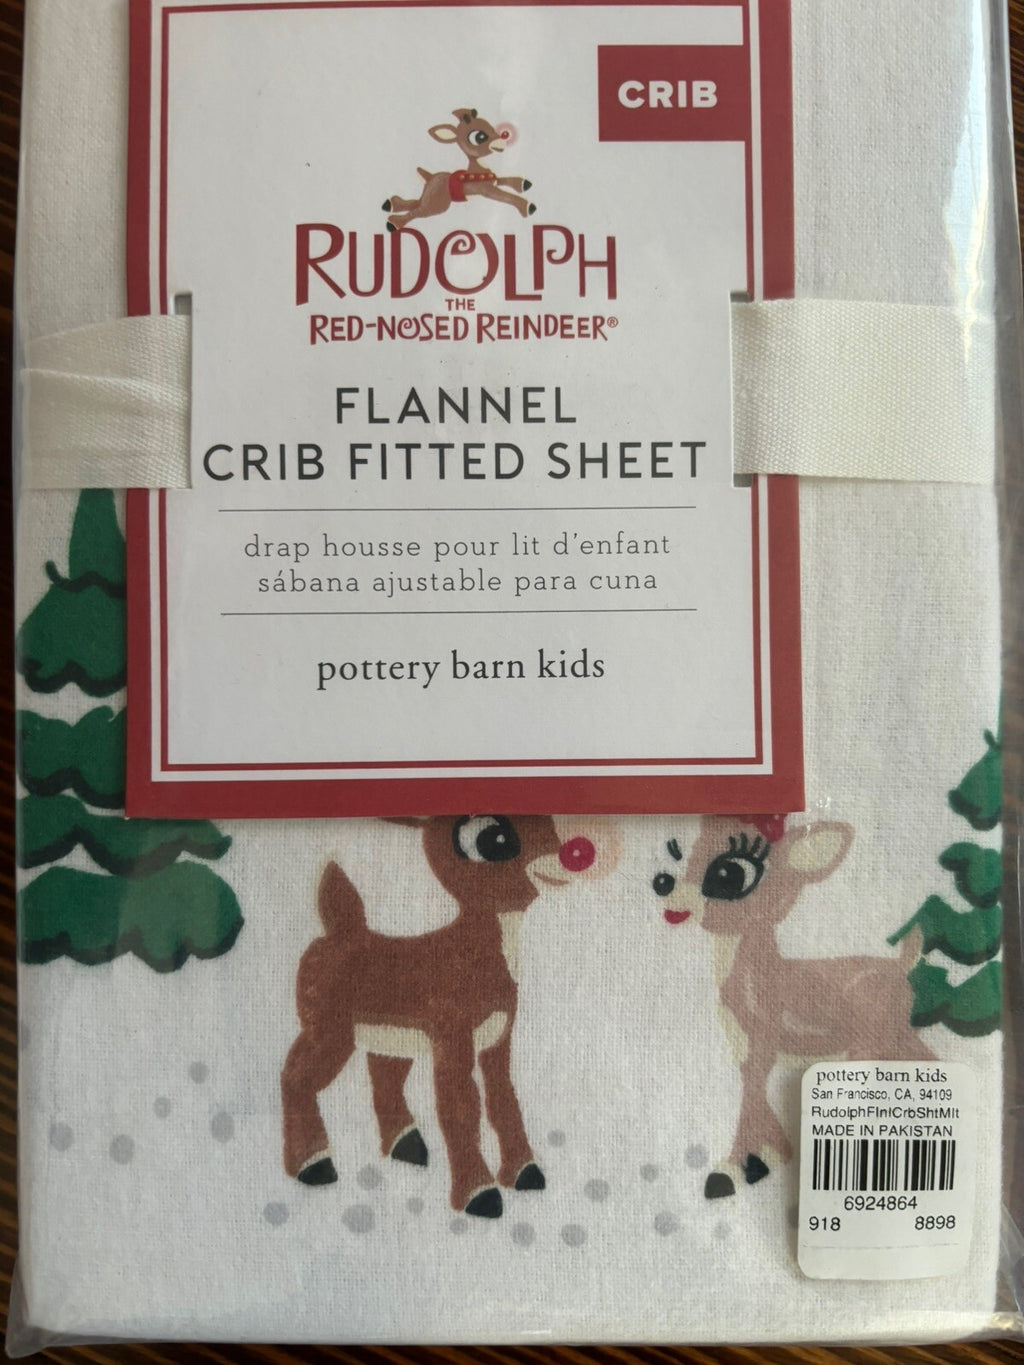 CRIB
RUDOLPH
THE
RED-NOSED REINDEER®
FLANNEL
CRIB FITTED SHEET
drap housse pour lit d'enfant
sábana ajustable para cuna
pottery barn kids
pottery barn kids
San Francisco, CA, 94109
RudolphFlnlCrbShtMlt
MADE IN PAKISTAN
6924864
918 8898